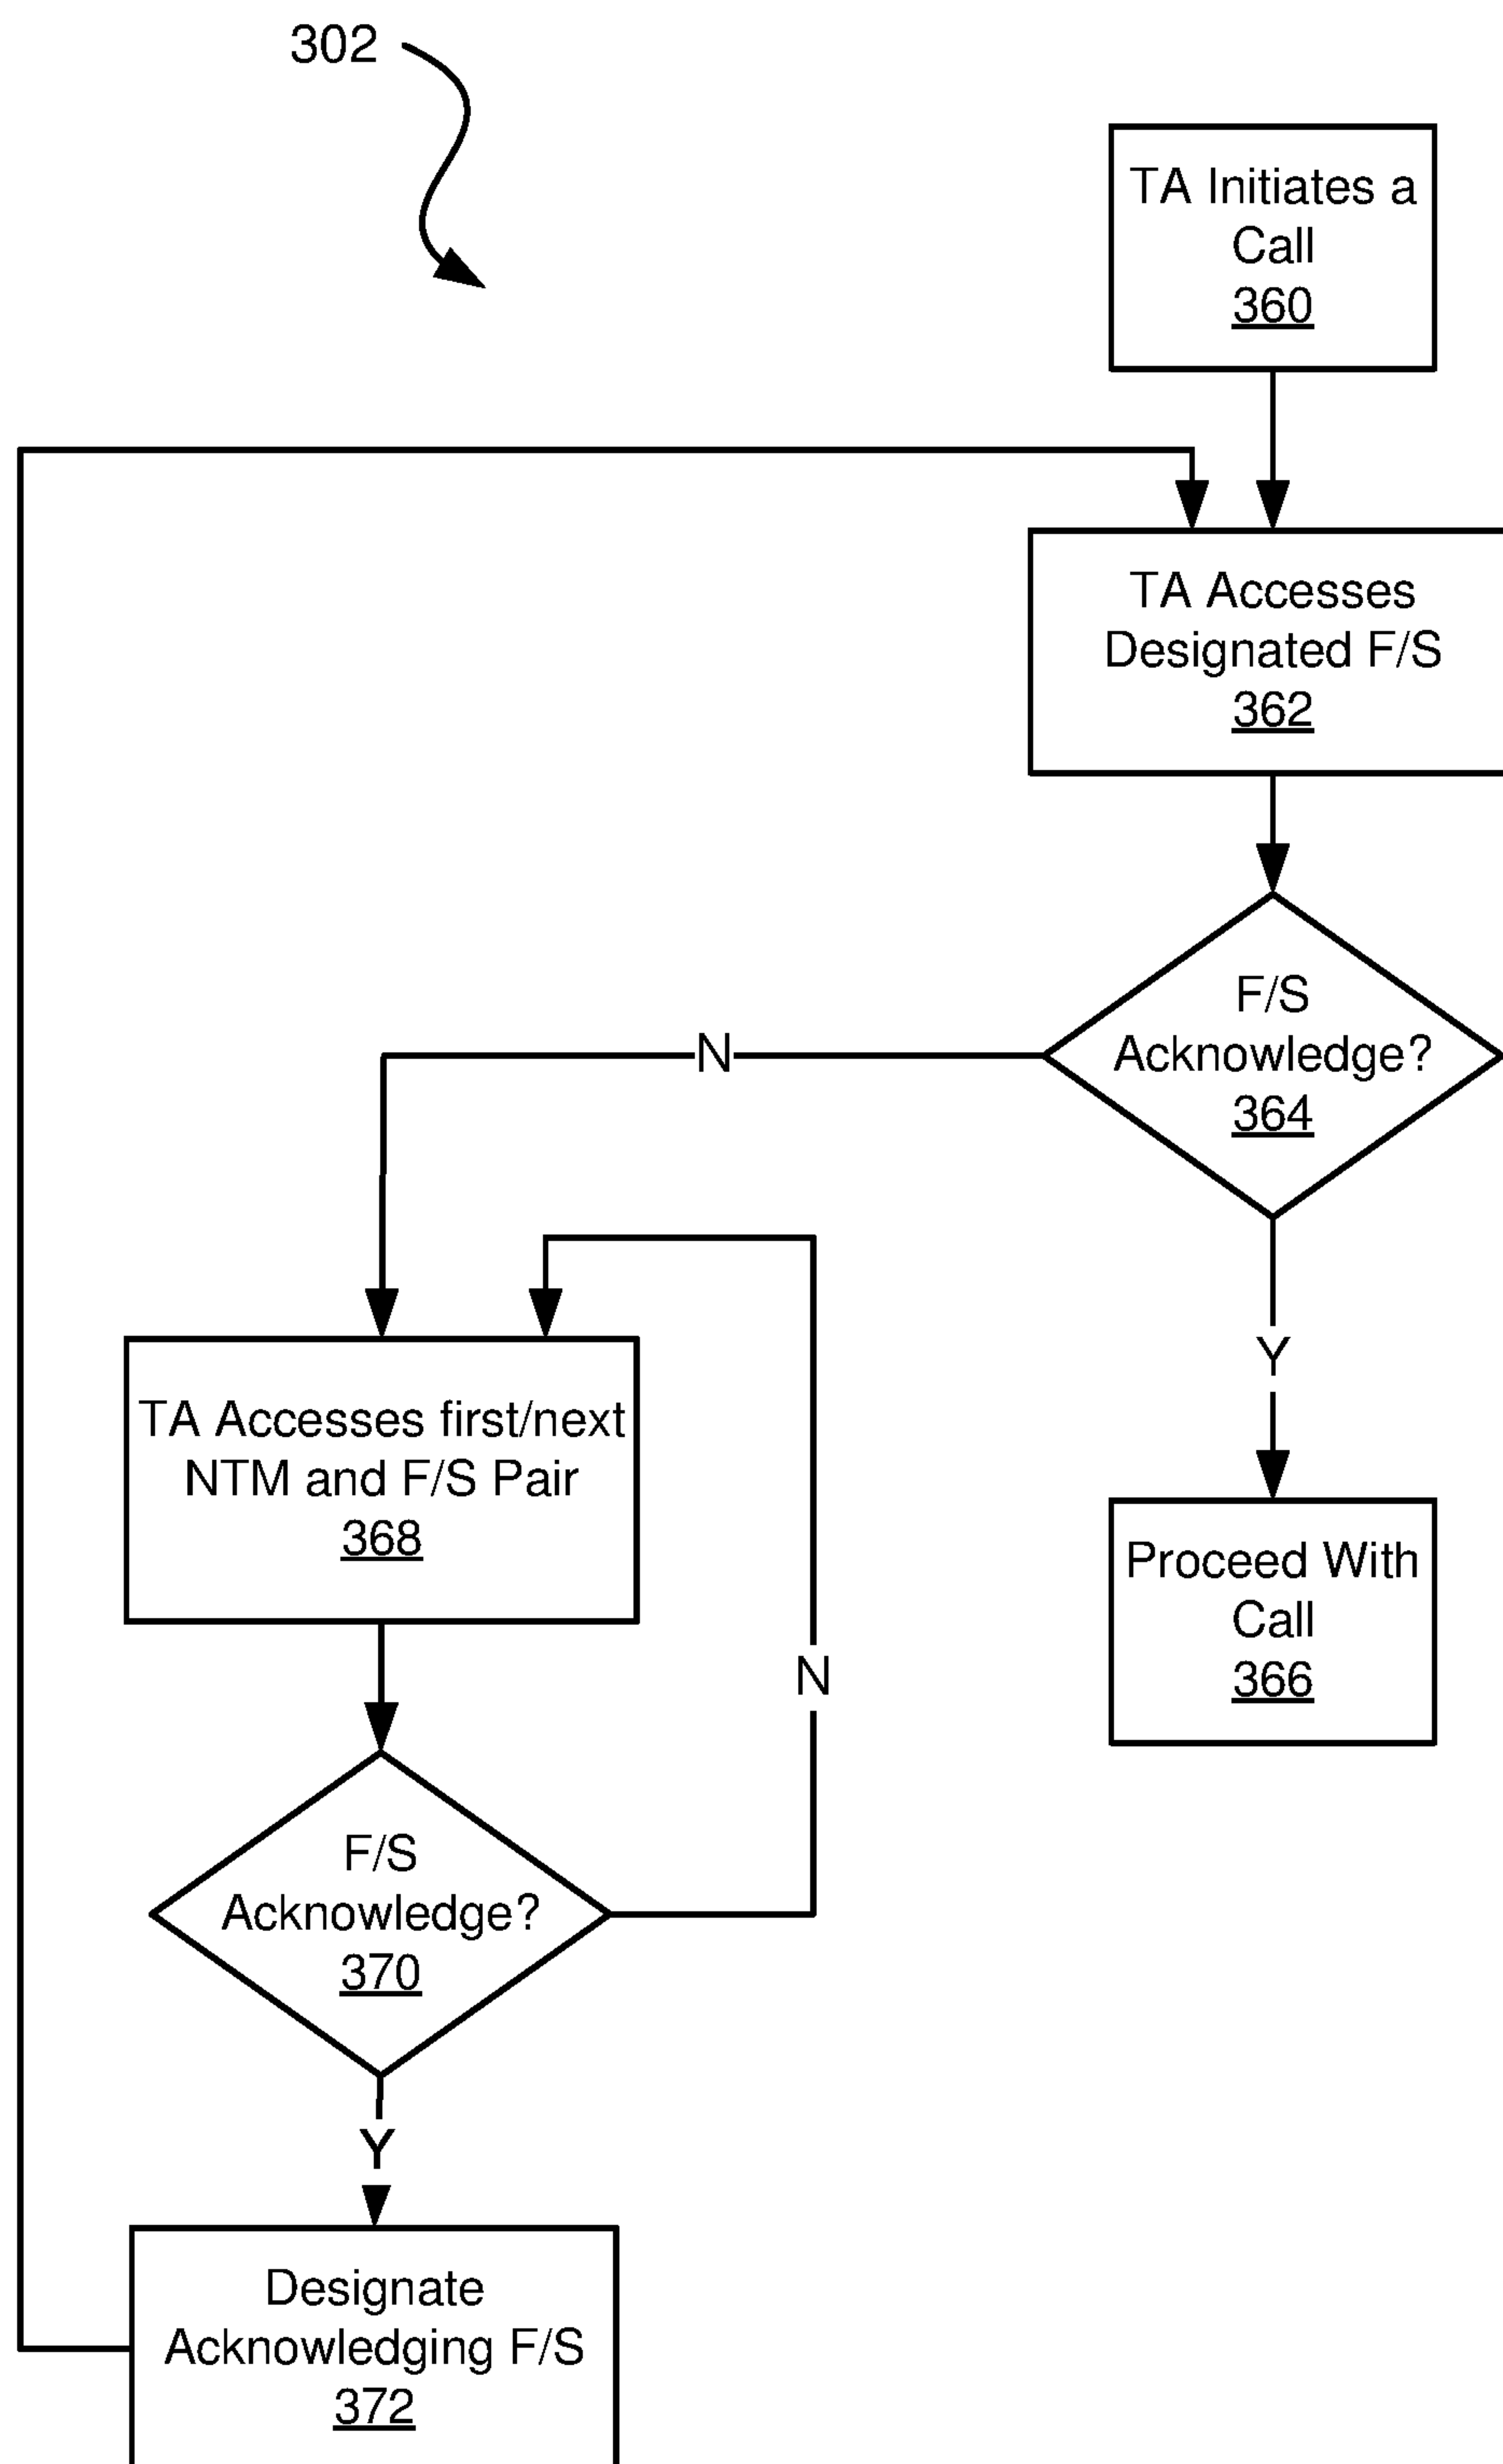 302
TA Initiates a
Call
360
TA Accesses
Designated F/S
362
F/S
Acknowledge?
364
N
Y
Proceed With
Call
366
TA Accesses first/next
NTM and F/S Pair
368
N
F/S
Acknowledge?
370
Y
Designate
Acknowledging F/S
372